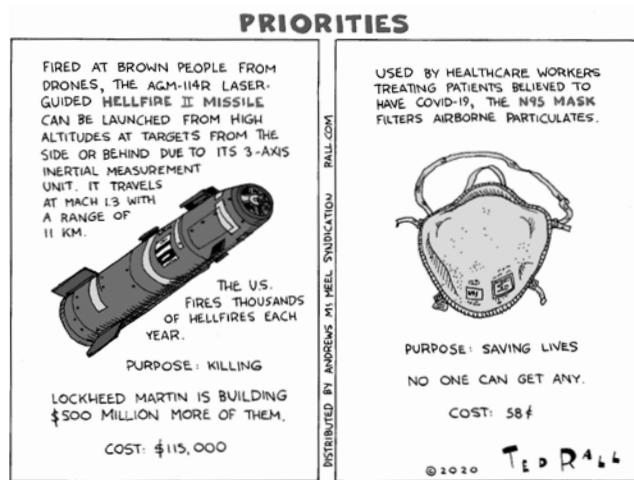 PRIORITIES
FIRED AT BROWN PEOPLE FROM
DRONES, THE AGM-114R LASER-
GUIDED HELLFIRE II MISSILE
CAN BE LAUNCHED FROM HIGH
ALTITUDES AT TARGETS FROM THE
SIDE OR BEHIND DUE TO ITS 3-AXIS
INERTIAL MEASUREMENT
UNIT. IT TRAVELS
AT MACH 1.3 WITH
A RANGE OF
11 KM.
THE U.S.
FIRES THOUSANDS
OF HELLFIRES EACH
YEAR.
PURPOSE: KILLING
LOCKHEED MARTIN IS BUILDING
$500 MILLION MORE OF THEM.
COST: $115,000
DISTRIBUTED BY ANDREWS McMEEL SYNDICATION RALL.COM
USED BY HEALTHCARE WORKERS
TREATING PATIENTS BELIEVED TO
HAVE COVID-19, THE N95 MASK
FILTERS AIRBORNE PARTICULATES.
PURPOSE: SAVING LIVES
NO ONE CAN GET ANY.
COST: 58¢
©2020 TED RALL